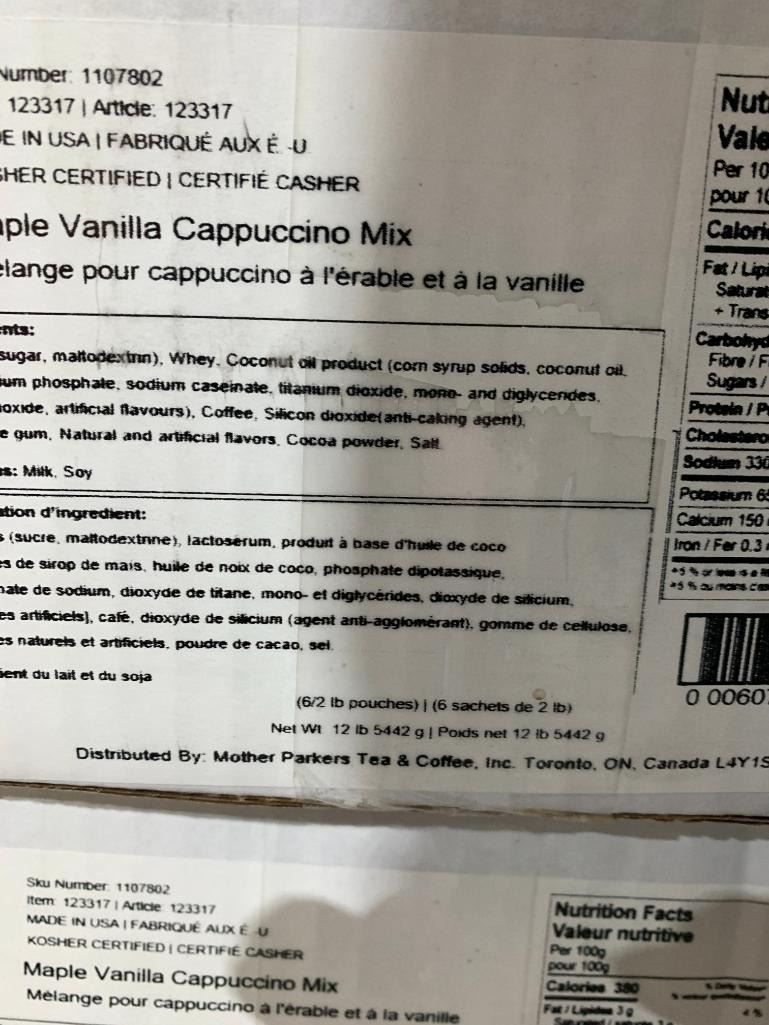 Number: 1107802
123317 | Article: 123317
E IN USA | FABRIQUÉ AUX É -U
HER CERTIFIED | CERTIFIÉ CASHER
ple Vanilla Cappuccino Mix
élange pour cappuccino à l'érable et à la vanille
ents:
sugar, maltodextrin), Whey, Coconut oil product (corn syrup solids, coconut oil,
ium phosphate, sodium caseinate, titanium dioxide, mono- and diglycerides,
ioxide, artificial flavours), Coffee, Silicon dioxide(anti-caking agent),
e gum, Natural and artificial flavors, Cocoa powder, Salt
s: Milk, Soy
ation d'ingredient:
s (sucre, maltodextrine), lactosérum, produit à base d'huile de coco
es de sirop de maïs, huile de noix de coco, phosphate dipotassique,
nate de sodium, dioxyde de titane, mono- et diglycérides, dioxyde de silicium,
es artificiels), café, dioxyde de silicium (agent anti-agglomérant), gomme de cellulose,
es naturels et artificiels, poudre de cacao, sel.
ient du lait et du soja
(6/2 lb pouches) | (6 sachets de 2 lb)
Net Wt 12 lb 5442 g | Poids net 12 lb 5442 g
Distributed By: Mother Parkers Tea & Coffee, Inc. Toronto, ON, Canada L4Y1S
Nut
Vale
Per 10
pour 10
Calorie
Fat / Lipi
Saturat
+ Trans
Carbohyd
Fibre / F
Sugars /
Protein / P
Cholestero
Sodium 330
Potassium 6
Calcium 150
Iron / Fer 0.3
0 0060
Sku Number: 1107802
Item: 123317 | Article: 123317
MADE IN USA | FABRIQUÉ AUX É -U
KOSHER CERTIFIED | CERTIFIÉ CASHER
Maple Vanilla Cappuccino Mix
Mélange pour cappuccino à l'érable et à la vanille
Nutrition Facts
Valeur nutritive
Per 100g
pour 100g
Calories 380
Fat / Lipides 3 g